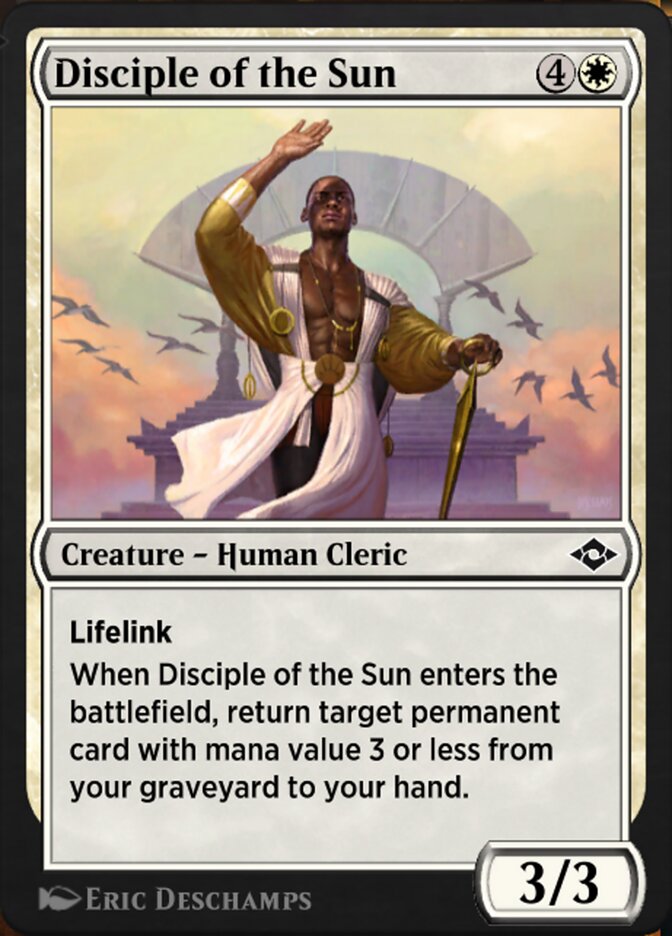 Disciple of the Sun
4
Creature – Human Cleric
Lifelink
When Disciple of the Sun enters the
battlefield, return target permanent
card with mana value 3 or less from
your graveyard to your hand.
3/3
Eric Deschamps